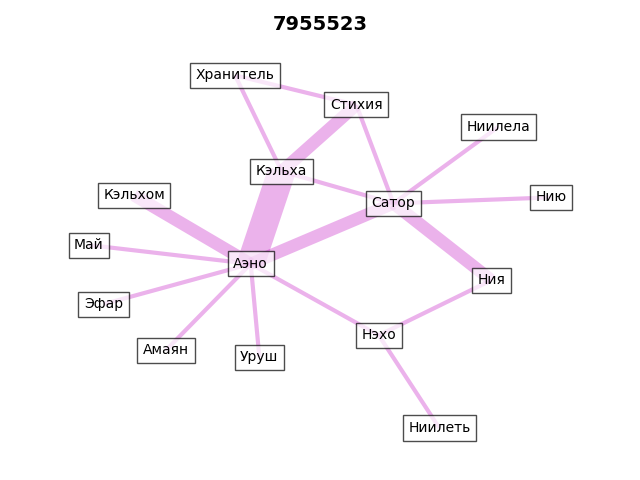 7955523
Хранитель
Стихия
Ниилела
Кэльха
Кэльхом
Нию
Сатор
Май
Аэно
Ния
Эфар
Нэхо
Амаян
Уруш
Ниилеть